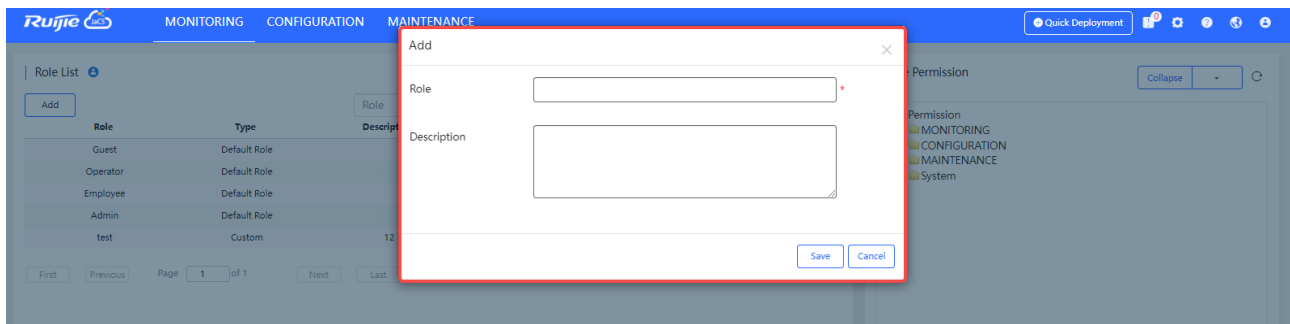 Ruijie JaCS MONITORING CONFIGURATION MAINTENANCE Quick Deployment 0
Add
Role List
Role *
Permission
Collapse
Add
Role
Role Type Descript
Permission
MONITORING
CONFIGURATION
MAINTENANCE
System
Description
Guest Default Role
Operator Default Role
Employee Default Role
Admin Default Role
test Custom 12
Save Cancel
First Previous Page 1 of 1 Next Last